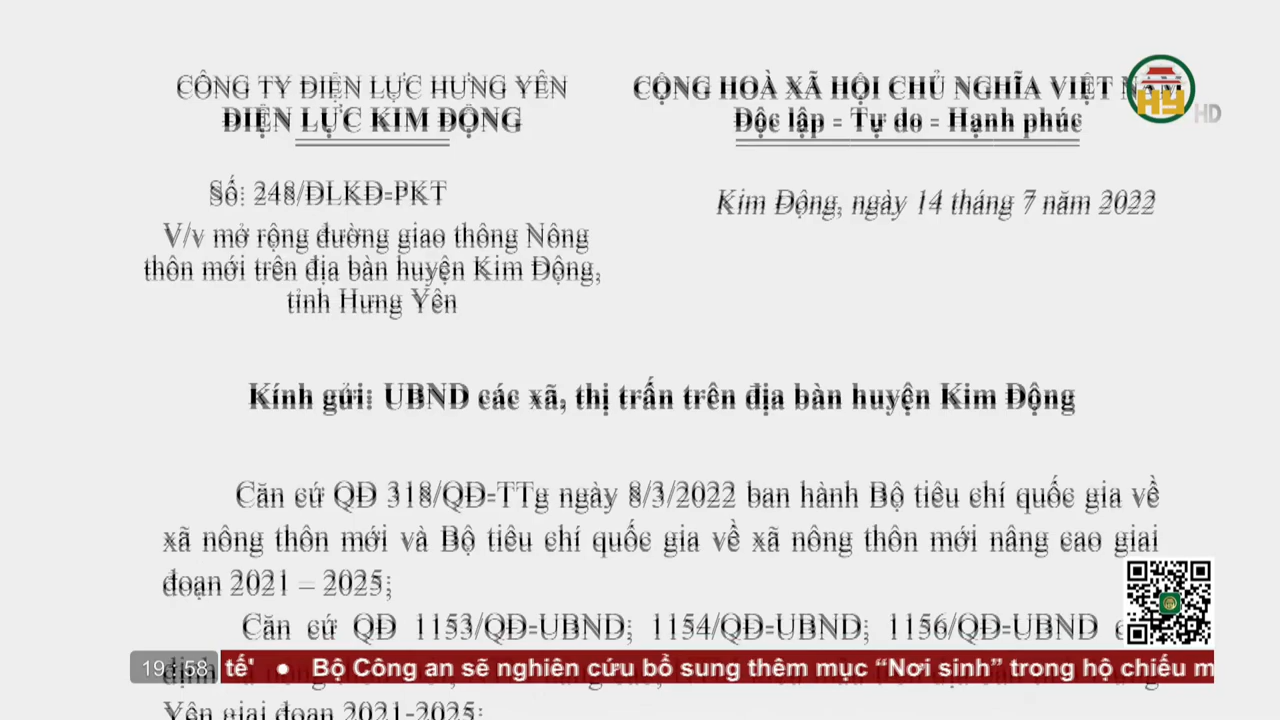 CÔNG TY ĐIỆN LỰC HƯNG YÊN
ĐIỆN LỰC KIM ĐỘNG
CỘNG HOÀ XÃ HỘI CHỦ NGHĨA VIỆT NAM
Độc lập - Tự do - Hạnh phúc
HY HD
Số: 248/ĐLKĐ-PKT
Kim Động, ngày 14 tháng 7 năm 2022
V/v mở rộng đường giao thông Nông
thôn mới trên địa bàn huyện Kim Động,
tỉnh Hưng Yên
Kính gửi: UBND các xã, thị trấn trên địa bàn huyện Kim Động
Căn cứ QĐ 318/QĐ-TTg ngày 8/3/2022 ban hành Bộ tiêu chí quốc gia về
xã nông thôn mới và Bộ tiêu chí quốc gia về xã nông thôn mới nâng cao giai
đoạn 2021 – 2025;
Căn cứ QĐ 1153/QĐ-UBND; 1154/QĐ-UBND; 1156/QĐ-UBND
19:58 tế' ● Bộ Công an sẽ nghiên cứu bổ sung thêm mục “Nơi sinh” trong hộ chiếu m
Yên giai đoạn 2021-2025;